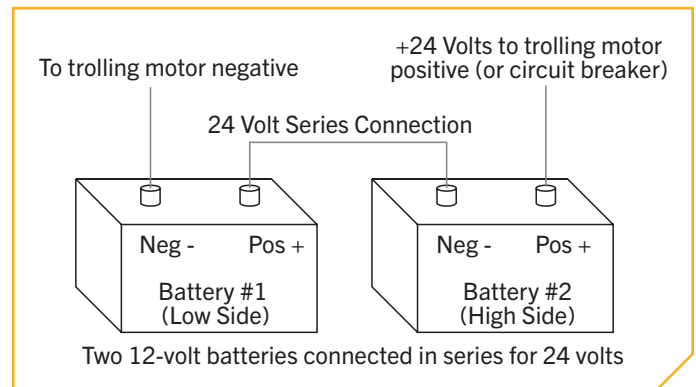 To trolling motor negative
+24 Volts to trolling motor
positive (or circuit breaker)
24 Volt Series Connection
Neg - Pos +
Battery #1
(Low Side)
Neg - Pos +
Battery #2
(High Side)
Two 12-volt batteries connected in series for 24 volts